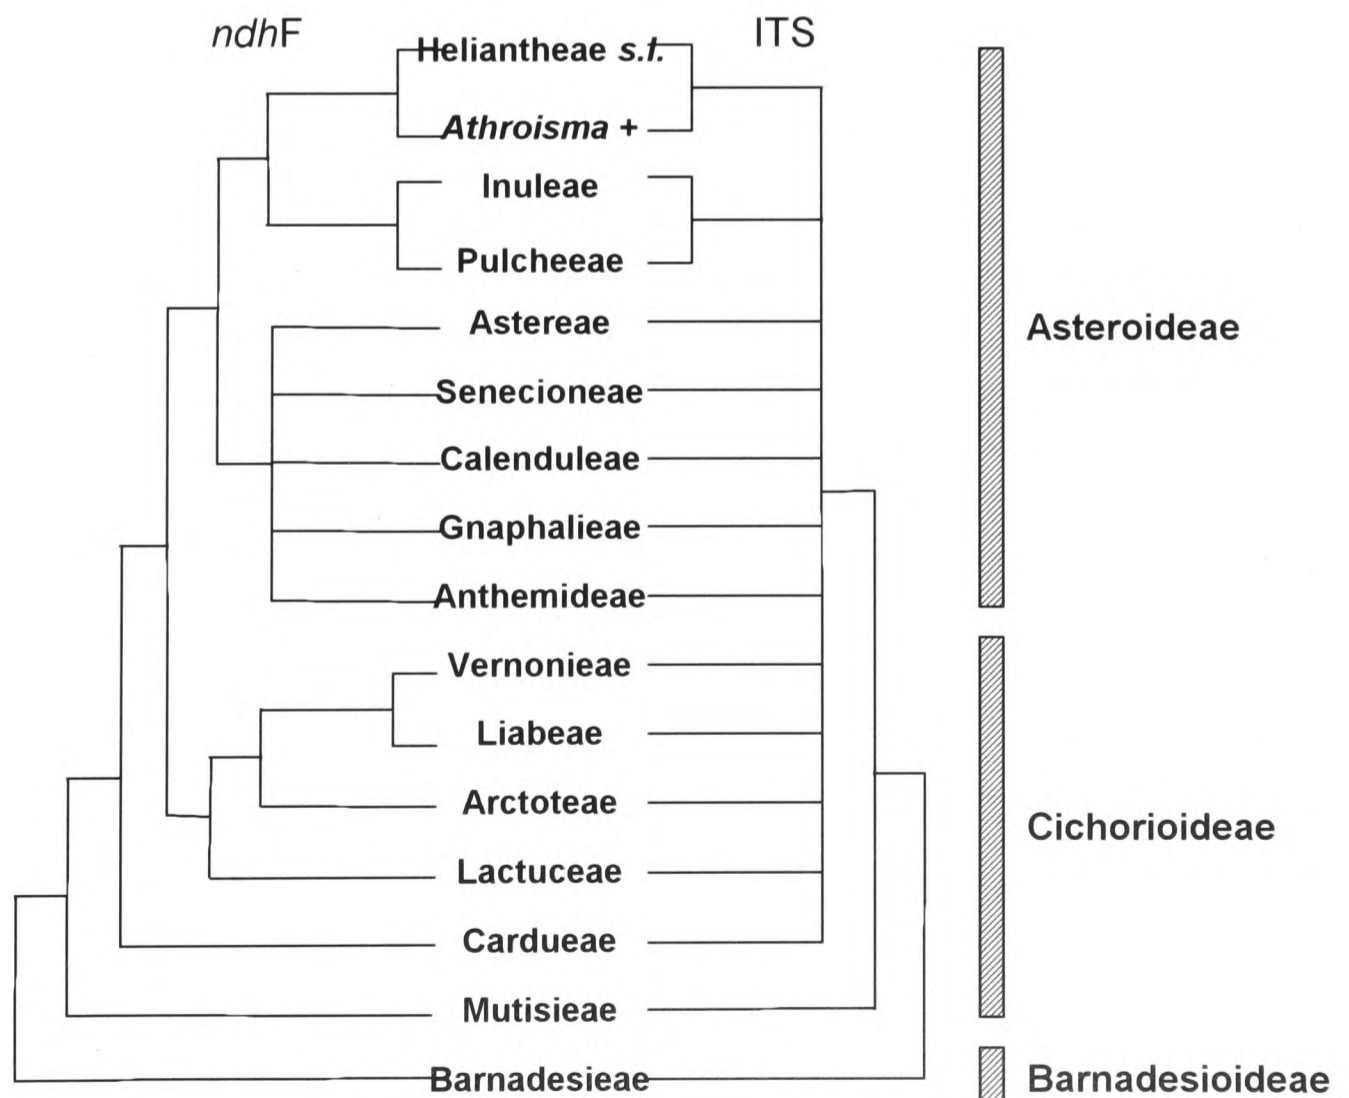 ndhF
ITS
Heliantheae s.l.
Athroisma +
Inuleae
Pulcheeae
Astereae
Senecioneae
Calenduleae
Gnaphalieae
Anthemideae
Vernonieae
Liabeae
Arctoteae
Lactuceae
Cardueae
Mutisieae
Barnadesieae
Asteroideae
Cichorioideae
Barnadesioideae